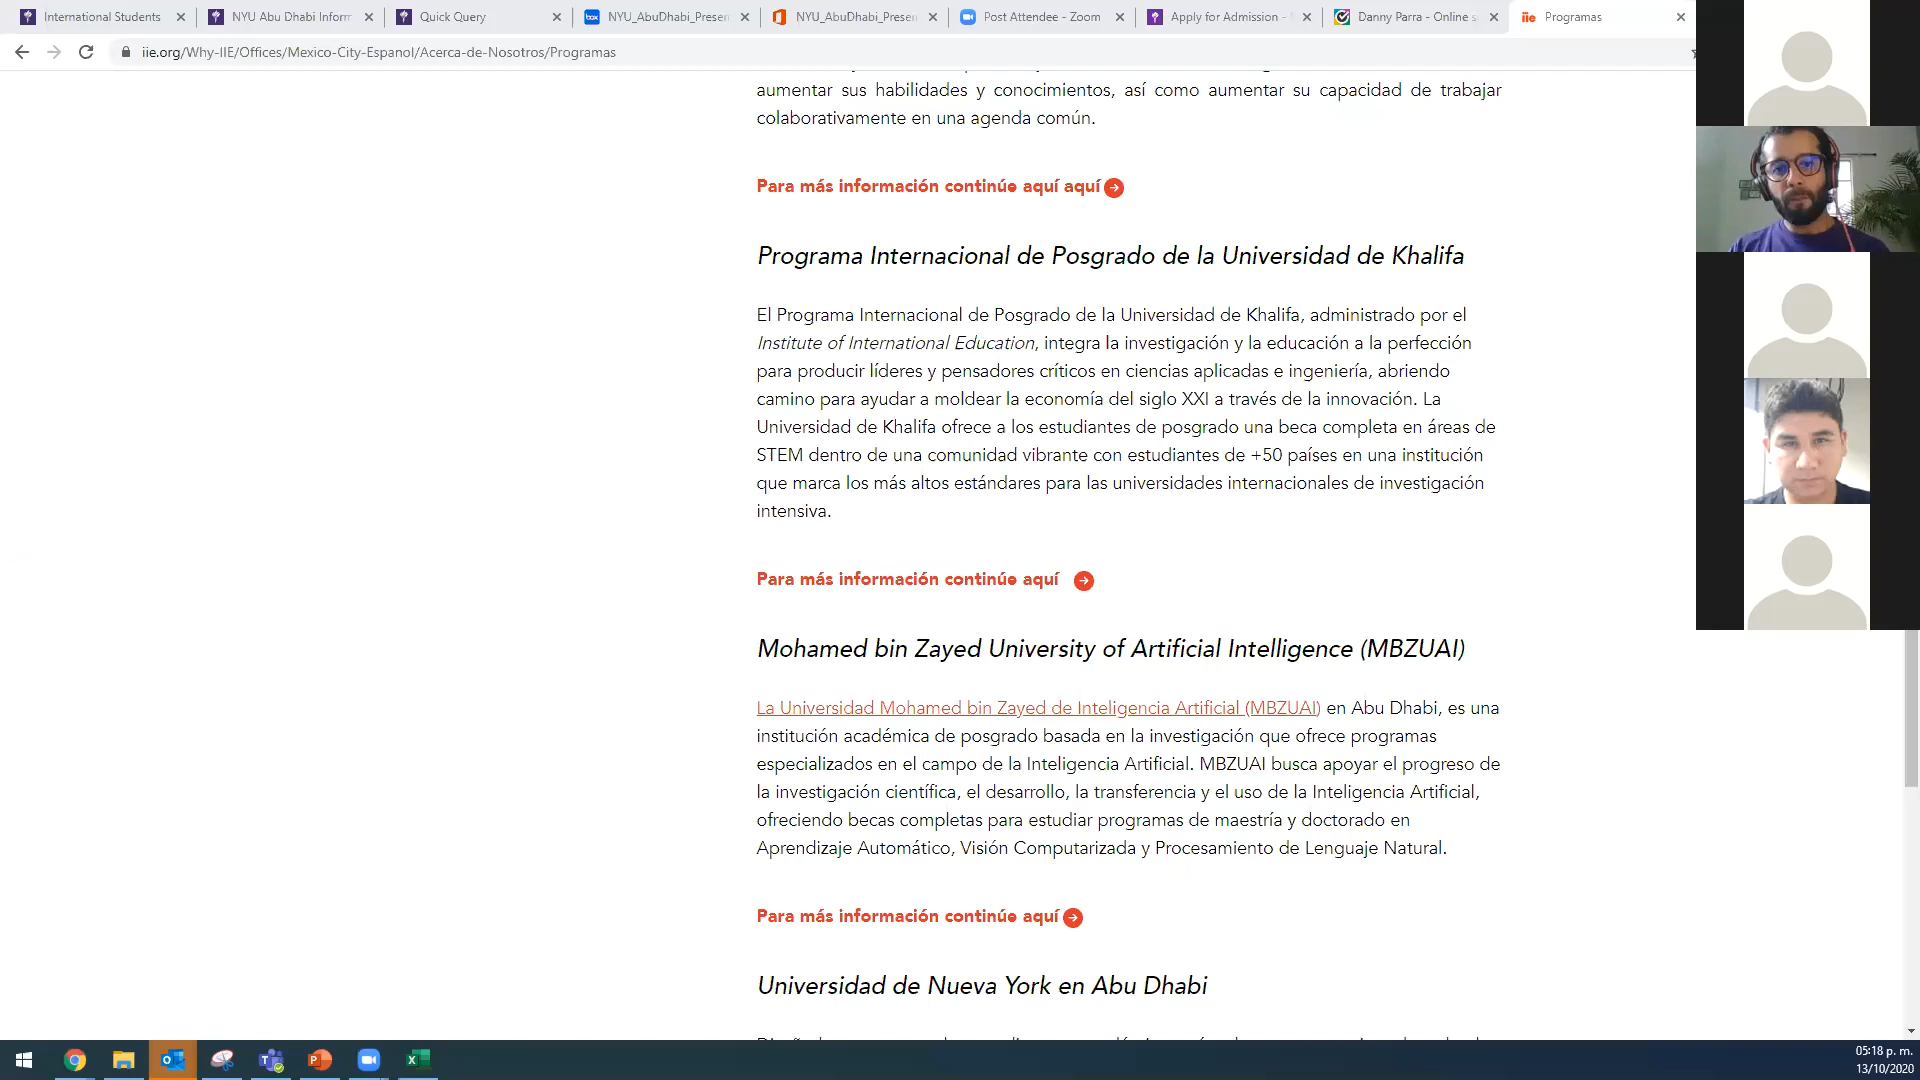 International Students
NYU Abu Dhabi Inform
Quick Query
NYU_AbuDhabi_Presen
NYU_AbuDhabi_Presen
Post Attendee - Zoom
Apply for Admission -
Danny Parra - Online s
Programas
iie.org/Why-IIE/Offices/Mexico-City-Espanol/Acerca-de-Nosotros/Programas
aumentar sus habilidades y conocimientos, así como aumentar su capacidad de trabajar
colaborativamente en una agenda común.
Para más información continúe aquí aquí
Programa Internacional de Posgrado de la Universidad de Khalifa
El Programa Internacional de Posgrado de la Universidad de Khalifa, administrado por el
Institute of International Education, integra la investigación y la educación a la perfección
para producir líderes y pensadores críticos en ciencias aplicadas e ingeniería, abriendo
camino para ayudar a moldear la economía del siglo XXI a través de la innovación. La
Universidad de Khalifa ofrece a los estudiantes de posgrado una beca completa en áreas de
STEM dentro de una comunidad vibrante con estudiantes de +50 países en una institución
que marca los más altos estándares para las universidades internacionales de investigación
intensiva.
Para más información continúe aquí
Mohamed bin Zayed University of Artificial Intelligence (MBZUAI)
La Universidad Mohamed bin Zayed de Inteligencia Artificial (MBZUAI) en Abu Dhabi, es una
institución académica de posgrado basada en la investigación que ofrece programas
especializados en el campo de la Inteligencia Artificial. MBZUAI busca apoyar el progreso de
la investigación científica, el desarrollo, la transferencia y el uso de la Inteligencia Artificial,
ofreciendo becas completas para estudiar programas de maestría y doctorado en
Aprendizaje Automático, Visión Computarizada y Procesamiento de Lenguaje Natural.
Para más información continúe aquí
Universidad de Nueva York en Abu Dhabi
05:18 p. m.
13/10/2020